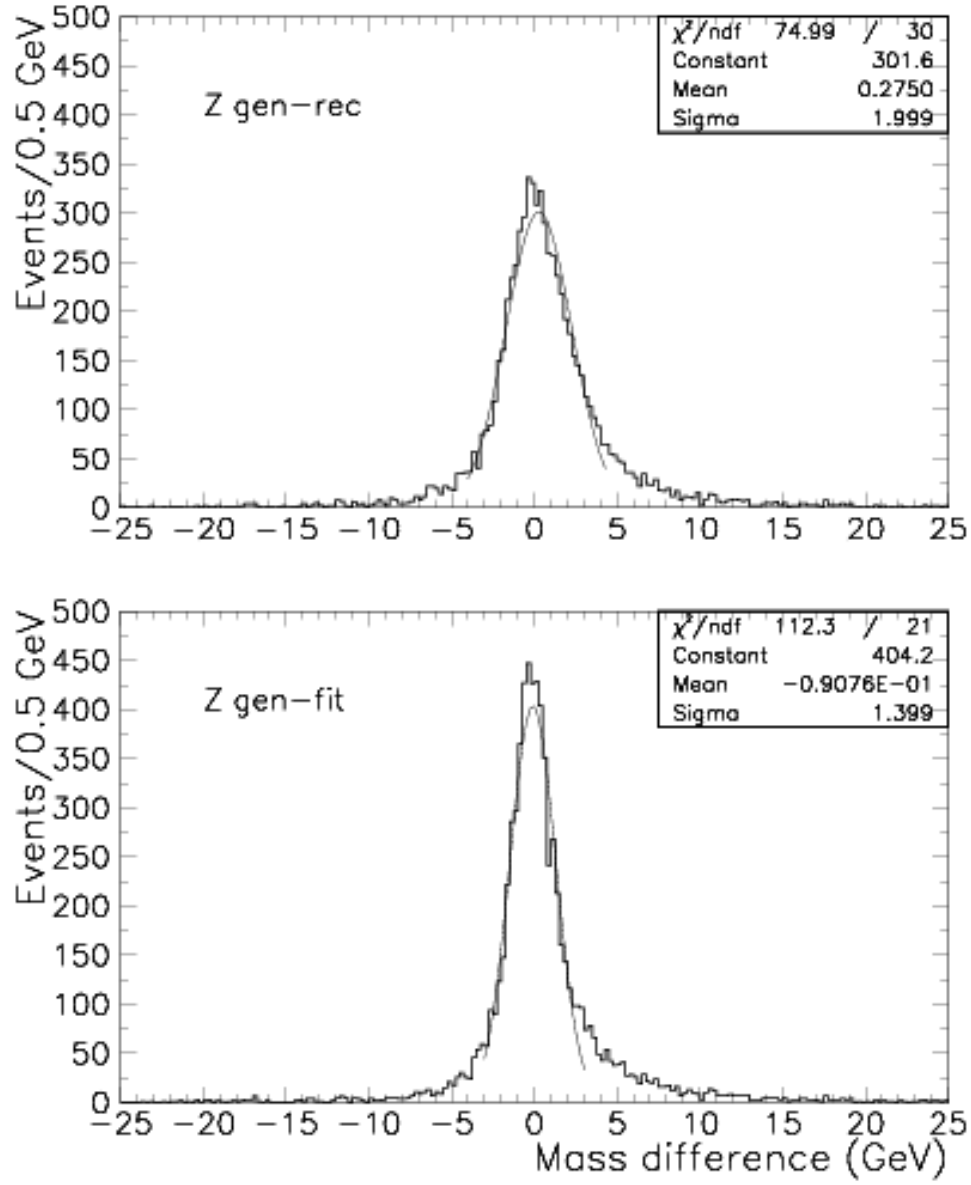 Events/0.5 GeV
500
450
400
350
300
250
200
150
100
50
0
Z gen-rec
χ²/ndf 74.99 / 30
Constant 301.6
Mean 0.2750
Sigma 1.999
-25 -20 -15 -10 -5 0 5 10 15 20 25
Events/0.5 GeV
500
450
400
350
300
250
200
150
100
50
0
Z gen-fit
χ²/ndf 112.3 / 21
Constant 404.2
Mean -0.9076E-01
Sigma 1.399
-25 -20 -15 -10 -5 0 5 10 15 20 25
Mass difference (GeV)